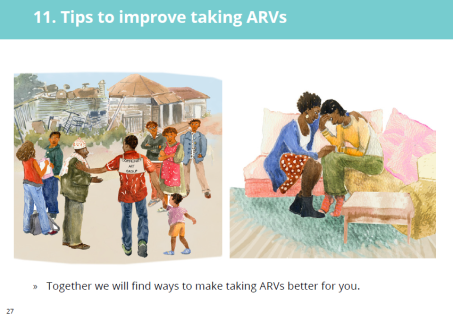 11. Tips to improve taking ARVs
» Together we will find ways to make taking ARVs better for you.
27